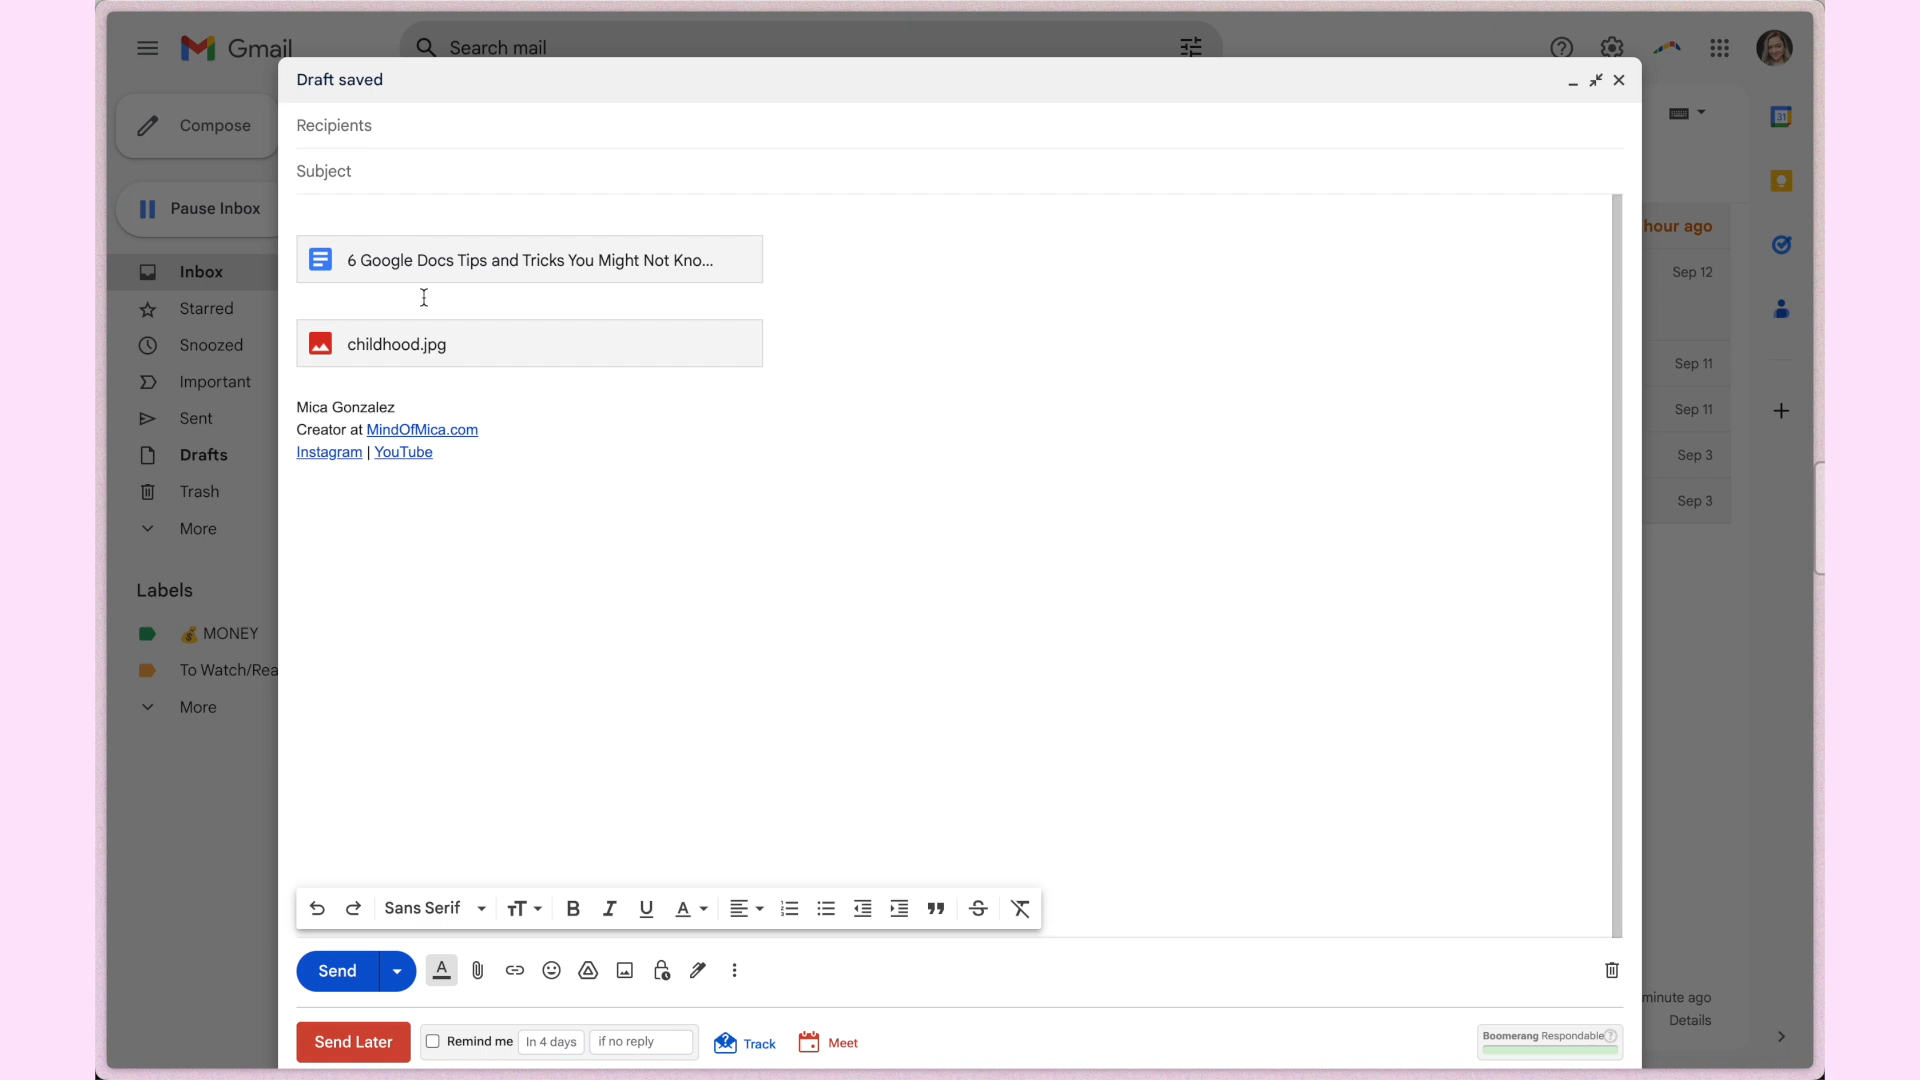 Gmail
Search mail
Draft saved
Compose
Recipients
Subject
Pause Inbox
hour ago
Inbox
6 Google Docs Tips and Tricks You Might Not Kno...
Sep 12
Starred
Snoozed
childhood.jpg
Sep 11
Important
Mica Gonzalez
Sep 11
Sent
Creator at MindOfMica.com
Drafts
Instagram | YouTube
Sep 3
Trash
Sep 3
More
Labels
💰 MONEY
To Watch/Rea
More
Sans Serif
Send
minute ago
Details
Send Later
Remind me
In 4 days
if no reply
Track
Meet
Boomerang Respondable
31